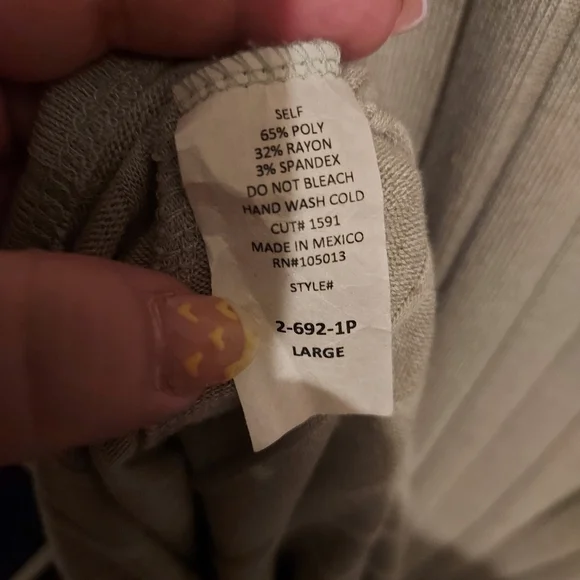 SELF
65% POLY
32% RAYON
3% SPANDEX
DO NOT BLEACH
HAND WASH COLD
CUT# 1591
MADE IN MEXICO
RN#105013
STYLE#
2-692-1P
LARGE